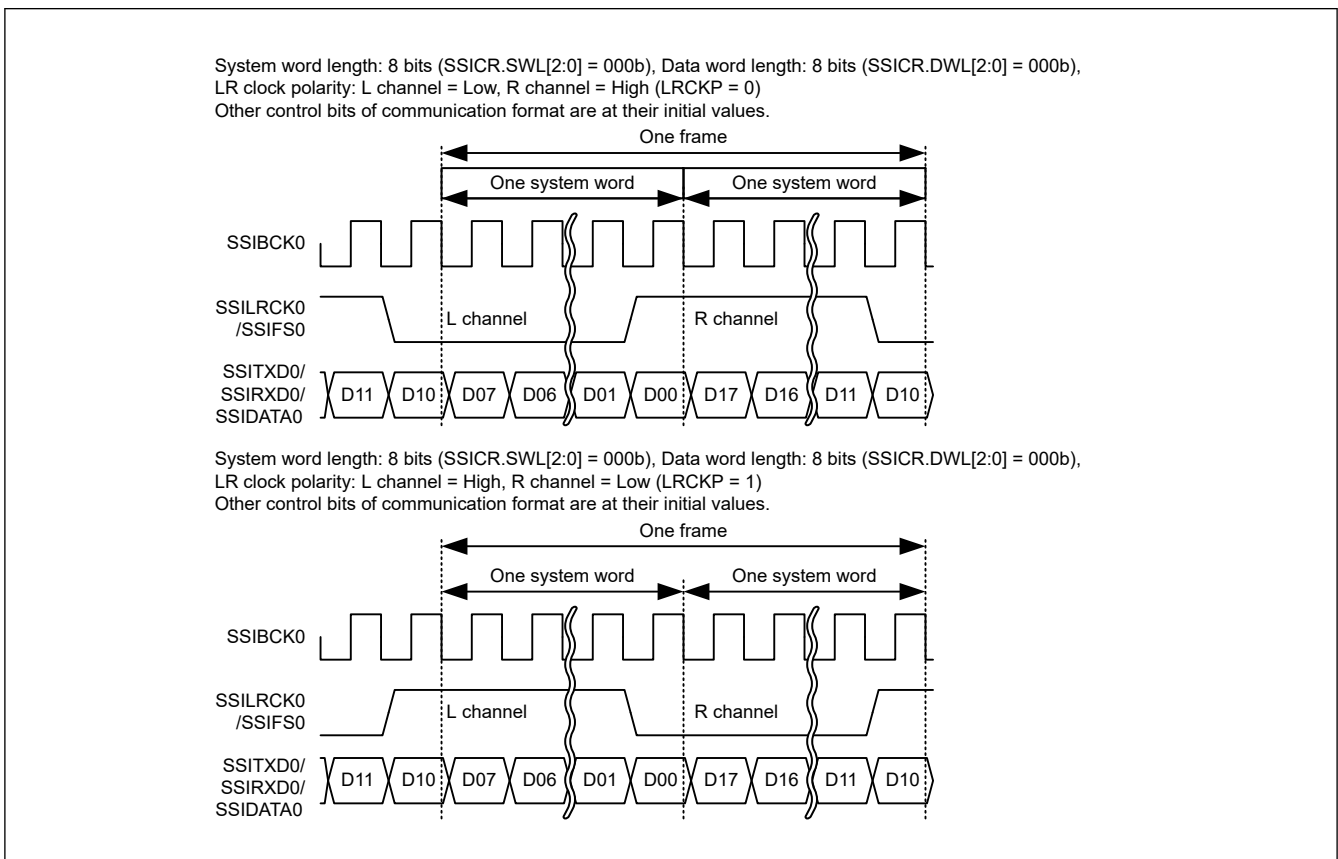 System word length: 8 bits (SSICR.SWL[2:0] = 000b), Data word length: 8 bits (SSICR.DWL[2:0] = 000b),
LR clock polarity: L channel = Low, R channel = High (LRCKP = 0)
Other control bits of communication format are at their initial values.
One frame
One system word One system word
SSIBCK0
SSILRCK0
/SSIFS0
L channel R channel
SSITXD0/
SSIRXD0/
SSIDATA0
D11 D10 D07 D06 D01 D00 D17 D16 D11 D10
System word length: 8 bits (SSICR.SWL[2:0] = 000b), Data word length: 8 bits (SSICR.DWL[2:0] = 000b),
LR clock polarity: L channel = High, R channel = Low (LRCKP = 1)
Other control bits of communication format are at their initial values.
One frame
One system word One system word
SSIBCK0
SSILRCK0
/SSIFS0
L channel R channel
SSITXD0/
SSIRXD0/
SSIDATA0
D11 D10 D07 D06 D01 D00 D17 D16 D11 D10